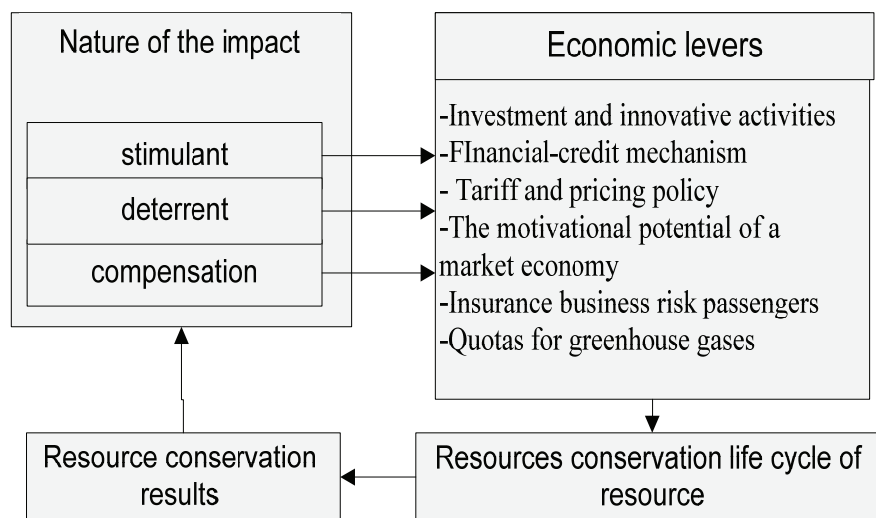 Nature of the impact
stimulant
deterrent
compensation
Economic levers
-Investment and innovative activities
-FInancial-credit mechanism
- Tariff and pricing policy
-The motivational potential of a
market economy
-Insurance business risk passengers
-Quotas for greenhouse gases
Resource conservation
results
Resources conservation life cycle of
resource